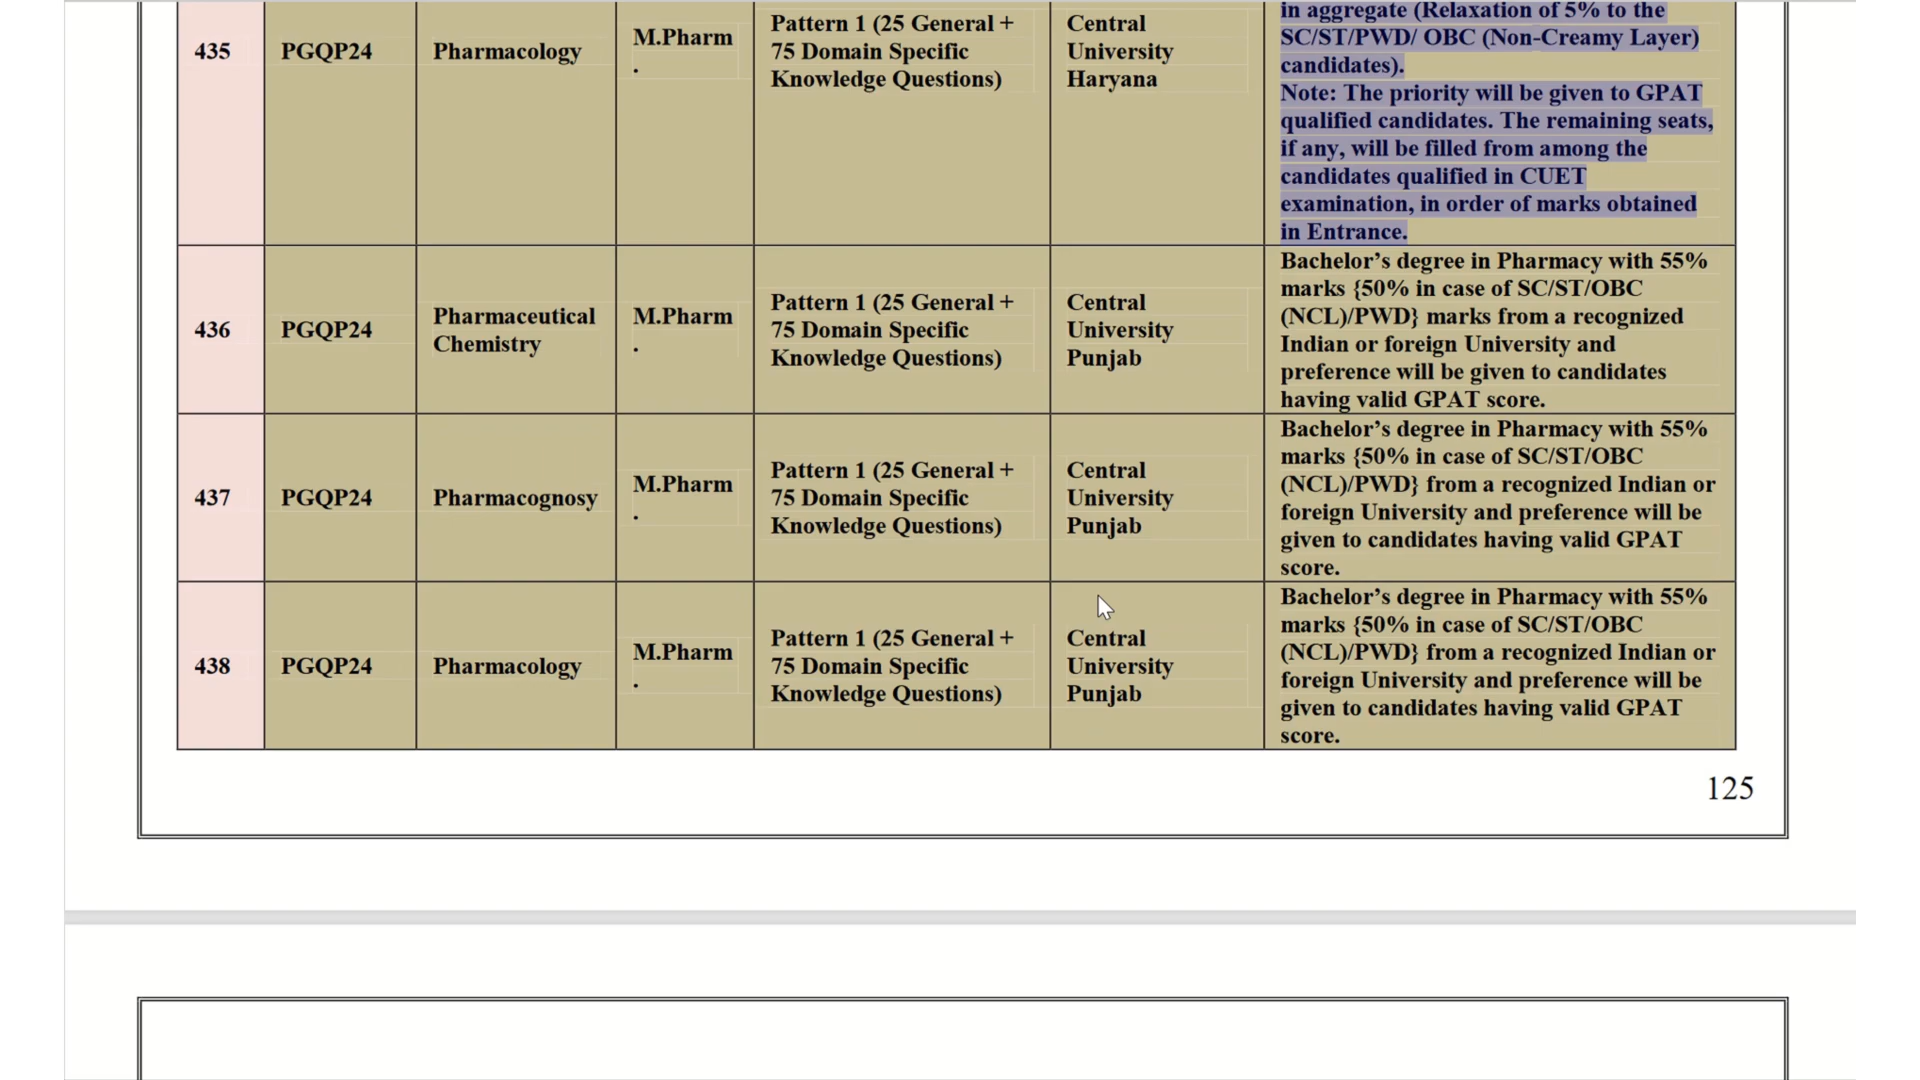 435
PGQP24
Pharmacology
M.Pharm
.
Pattern 1 (25 General +
75 Domain Specific
Knowledge Questions)
Central
University
Haryana
in aggregate (Relaxation of 5% to the
SC/ST/PWD/ OBC (Non-Creamy Layer)
candidates).
Note: The priority will be given to GPAT
qualified candidates. The remaining seats,
if any, will be filled from among the
candidates qualified in CUET
examination, in order of marks obtained
in Entrance.
436
PGQP24
Pharmaceutical
Chemistry
M.Pharm
.
Pattern 1 (25 General +
75 Domain Specific
Knowledge Questions)
Central
University
Punjab
Bachelor’s degree in Pharmacy with 55%
marks {50% in case of SC/ST/OBC
(NCL)/PWD} marks from a recognized
Indian or foreign University and
preference will be given to candidates
having valid GPAT score.
437
PGQP24
Pharmacognosy
M.Pharm
.
Pattern 1 (25 General +
75 Domain Specific
Knowledge Questions)
Central
University
Punjab
Bachelor’s degree in Pharmacy with 55%
marks {50% in case of SC/ST/OBC
(NCL)/PWD} from a recognized Indian or
foreign University and preference will be
given to candidates having valid GPAT
score.
438
PGQP24
Pharmacology
M.Pharm
.
Pattern 1 (25 General +
75 Domain Specific
Knowledge Questions)
Central
University
Punjab
Bachelor’s degree in Pharmacy with 55%
marks {50% in case of SC/ST/OBC
(NCL)/PWD} from a recognized Indian or
foreign University and preference will be
given to candidates having valid GPAT
score.
125